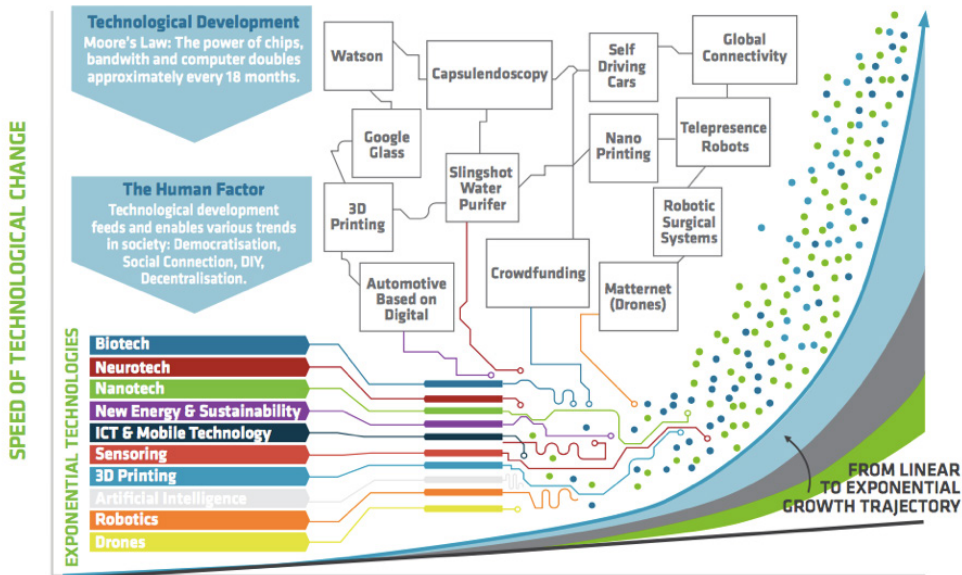 Technological Development
Moore's Law: The power of chips,
bandwith and computer doubles
approximately every 18 months.
The Human Factor
Technological development
feeds and enables various trends
in society: Democratisation,
Social Connection, DIY,
Decentralisation.
Watson
Capsulendoscopy
Self
Driving
Cars
Global
Connectivity
Google
Glass
Slingshot
Water
Purifer
Nano
Printing
Telepresence
Robots
3D
Printing
Robotic
Surgical
Systems
Automotive
Based on
Digital
Crowdfunding
Matternet
(Drones)
SPEED OF TECHNOLOGICAL CHANGE
EXPONENTIAL TECHNOLOGIES
Biotech
Neurotech
Nanotech
New Energy & Sustainability
ICT & Mobile Technology
Sensoring
3D Printing
Artificial Intelligence
Robotics
Drones
FROM LINEAR
TO EXPONENTIAL
GROWTH TRAJECTORY